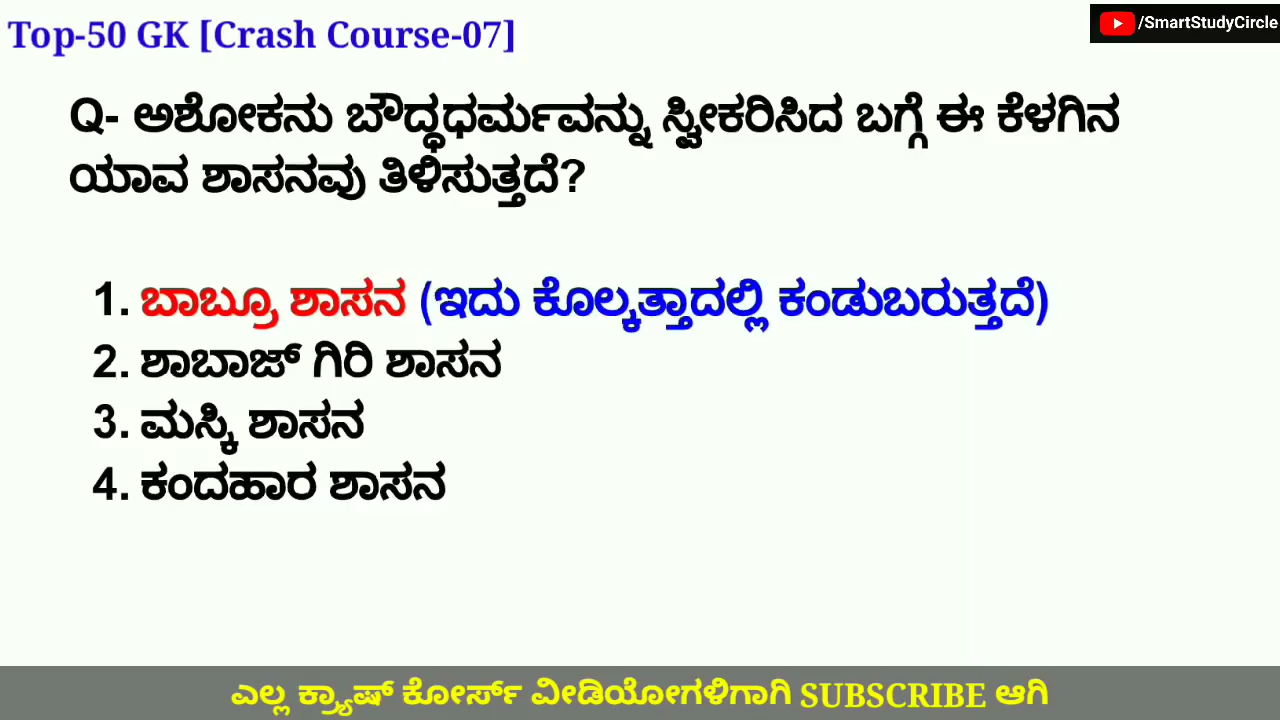 Top-50 GK [Crash Course-07]
/SmartStudyCircle
Q- ಅಶೋಕನು ಬೌದ್ಧಧರ್ಮವನ್ನು ಸ್ವೀಕರಿಸಿದ ಬಗ್ಗೆ ಈ ಕೆಳಗಿನ
ಯಾವ ಶಾಸನವು ತಿಳಿಸುತ್ತದೆ?
1. ಬಾಬ್ರೂ ಶಾಸನ (ಇದು ಕೊಲ್ಕತ್ತಾದಲ್ಲಿ ಕಂಡುಬರುತ್ತದೆ)
2. ಶಾಬಾಜ್ ಗಿರಿ ಶಾಸನ
3. ಮಸ್ಕಿ ಶಾಸನ
4. ಕಂದಹಾರ ಶಾಸನ
ಎಲ್ಲ ಕ್ರ್ಯಾಷ್ ಕೋರ್ಸ್ ವೀಡಿಯೋಗಳಿಗಾಗಿ SUBSCRIBE ಆಗಿ